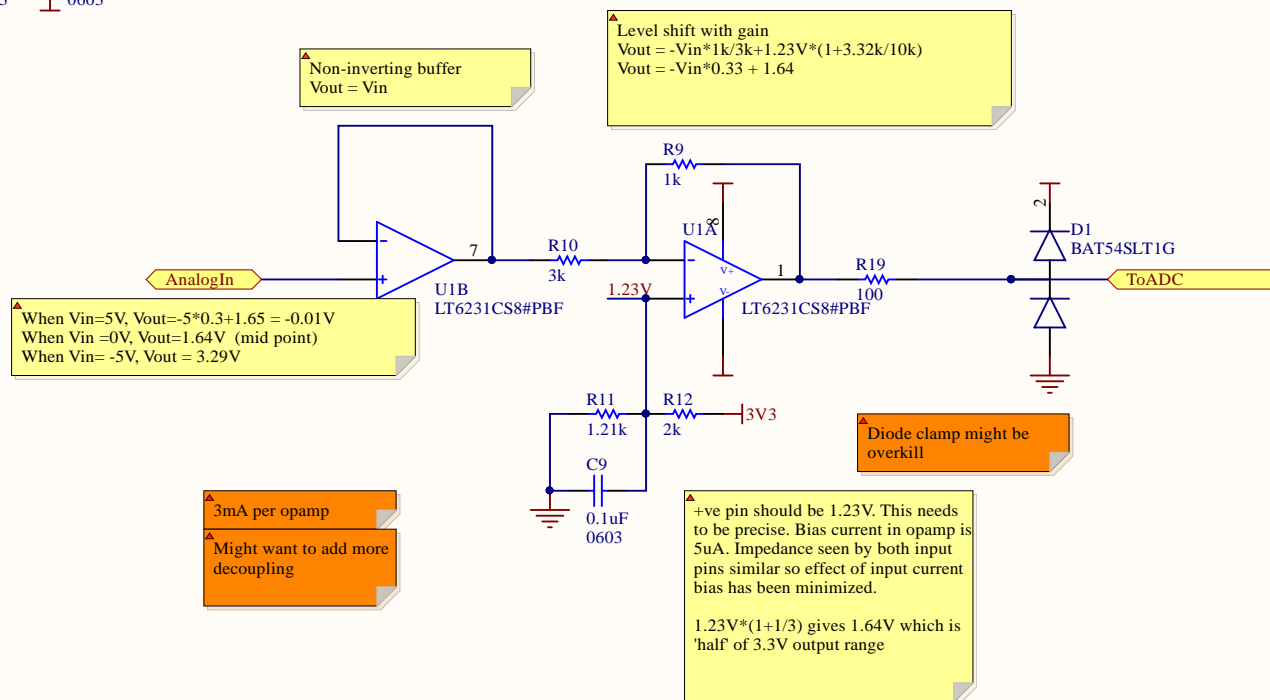 0603
Level shift with gain
Vout = -Vin*1k/3k+1.23V*(1+3.32k/10k)
Vout = -Vin*0.33 + 1.64
Non-inverting buffer
Vout = Vin
R9
1k
8
U1A
2
D1
BAT54SLT1G
7
R10
3k
V+
V-
1
R19
100
AnalogIn
ToADC
U1B
LT6231CS8#PBF
1.23V
LT6231CS8#PBF
When Vin=5V, Vout=-5*0.3+1.65 = -0.01V
When Vin =0V, Vout=1.64V  (mid point)
When Vin= -5V, Vout = 3.29V
R11
1.21k
R12
2k
3V3
Diode clamp might be
overkill
C9
0.1uF
0603
3mA per opamp
Might want to add more
decoupling
+ve pin should be 1.23V. This needs
to be precise. Bias current in opamp is
5uA. Impedance seen by both input
pins similar so effect of input current
bias has been minimized.
1.23V*(1+1/3) gives 1.64V which is
'half' of 3.3V output range